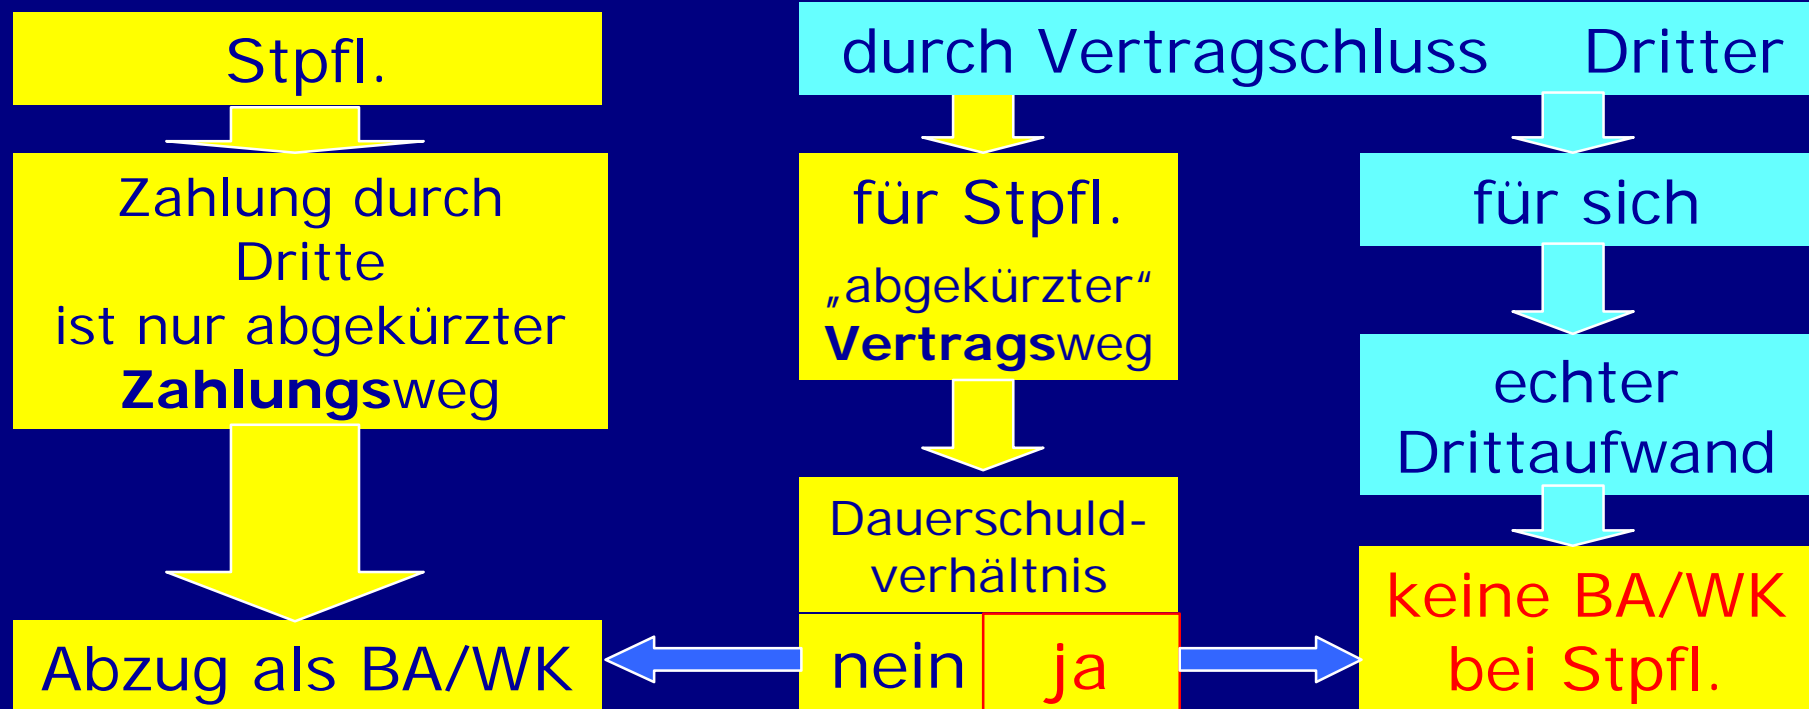 Stpfl.
durch Vertragschluss Dritter
Zahlung durch
Dritte
ist nur abgekürzter
Zahlungsweg
für Stpfl.
„abgekürzter“
Vertragsweg
für sich
echter
Drittaufwand
Dauerschuld-
verhältnis
nein ja
Abzug als BA/WK
keine BA/WK
bei Stpfl.